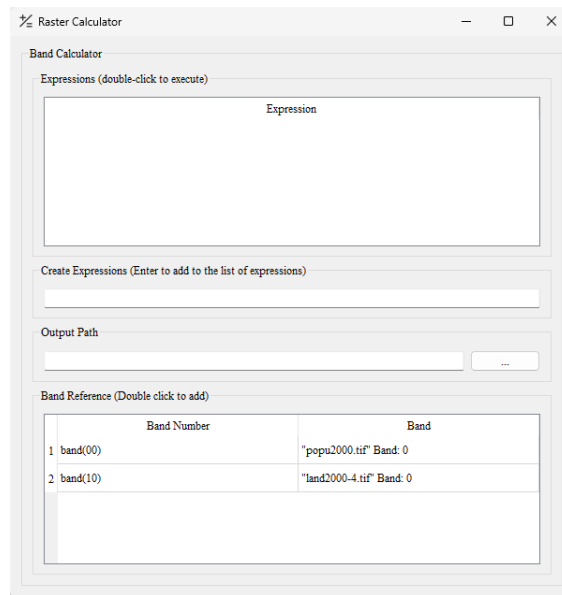 Raster Calculator
Band Calculator
Expressions (double-click to execute)
Expression
Create Expressions (Enter to add to the list of expressions)
Output Path
...
Band Reference (Double click to add)
Band Number Band
1 band(00) "popu2000.tif" Band: 0
2 band(10) "land2000-4.tif" Band: 0